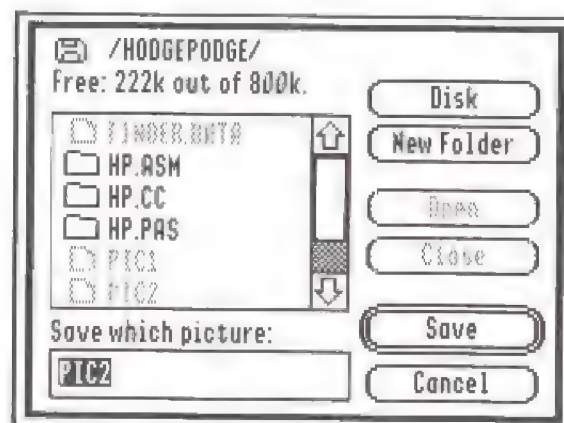 /HODGEPODGE/
Free: 222k out of 800k.
FINDER.DATA
HP.ASM
HP.CC
HP.PAS
PIC1
PIC2
Save which picture:
PIC2
Disk
New Folder
Open
Close
Save
Cancel